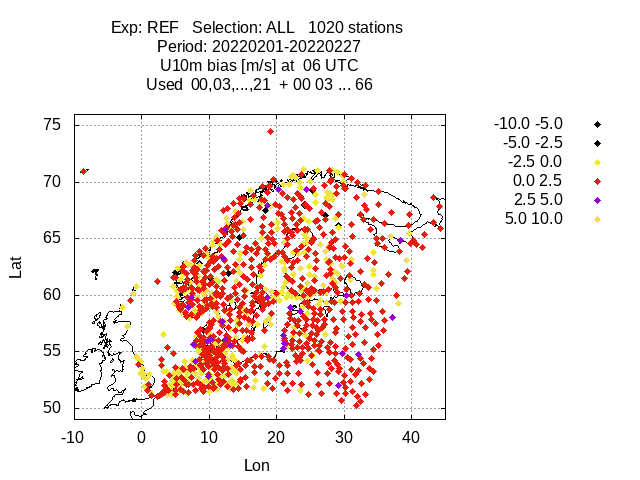 Exp: REF   Selection: ALL   1020 stations
Period: 20220201-20220227
U10m bias [m/s] at  06 UTC
Used  00,03,...,21  + 00 03 ... 66
-10.0 -5.0
-5.0 -2.5
-2.5 0.0
0.0 2.5
2.5 5.0
5.0 10.0
75
70
65
60
55
50
Lat
-10 0 10 20 30 40
Lon